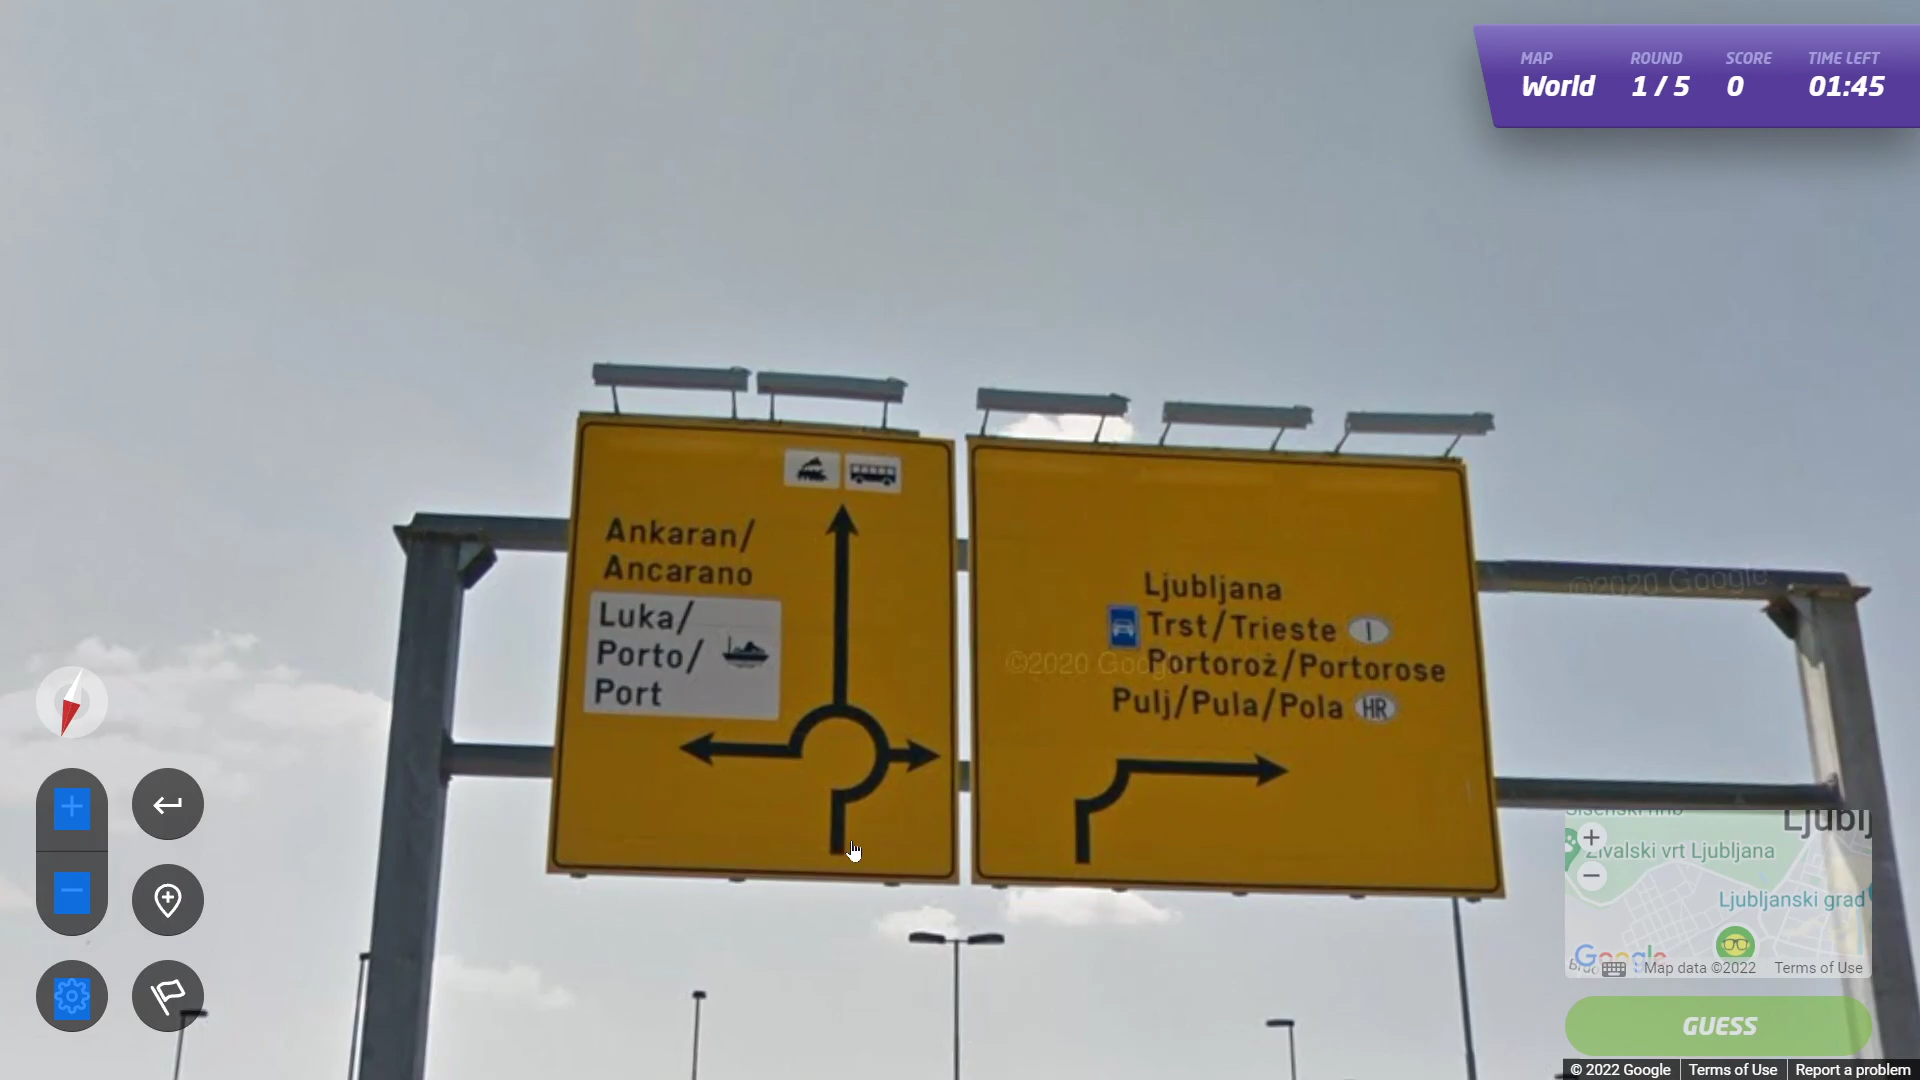 MAP
World
ROUND
1 / 5
SCORE
0
TIME LEFT
01:45
Ankaran/
Ancarano
Luka/
Porto/
Port
Ljubljana
Trst/Trieste I
Portorož/Portorose
Pulj/Pula/Pola HR
©2020 Google
©2020 Google
Živalski vrt Ljubljana
Ljubljanski grad
Google
Map data ©2022 Terms of Use
GUESS
© 2022 Google Terms of Use Report a problem